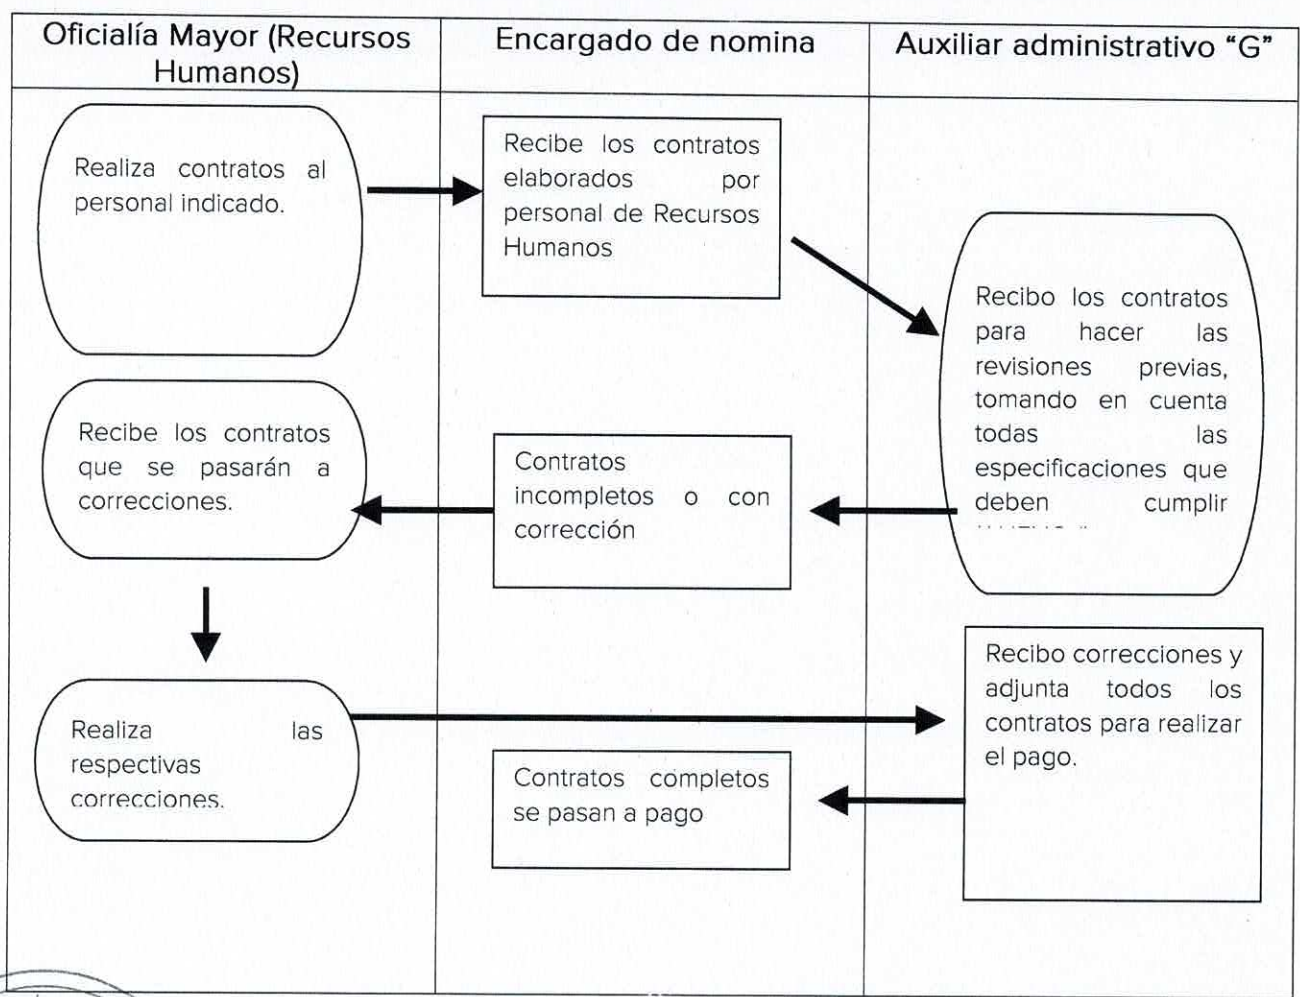 Oficialía Mayor (Recursos
Humanos)
Encargado de nomina
Auxiliar administrativo “G”
Realiza contratos al
personal indicado.
Recibe los contratos
elaborados por
personal de Recursos
Humanos
Recibo los contratos
para hacer las
revisiones previas,
tomando en cuenta
todas las
especificaciones que
deben cumplir
Contratos
incompletos o con
corrección
Recibe los contratos
que se pasarán a
correcciones.
Realiza las
respectivas
correcciones.
Recibo correcciones y
adjunta todos los
contratos para realizar
el pago.
Contratos completos
se pasan a pago